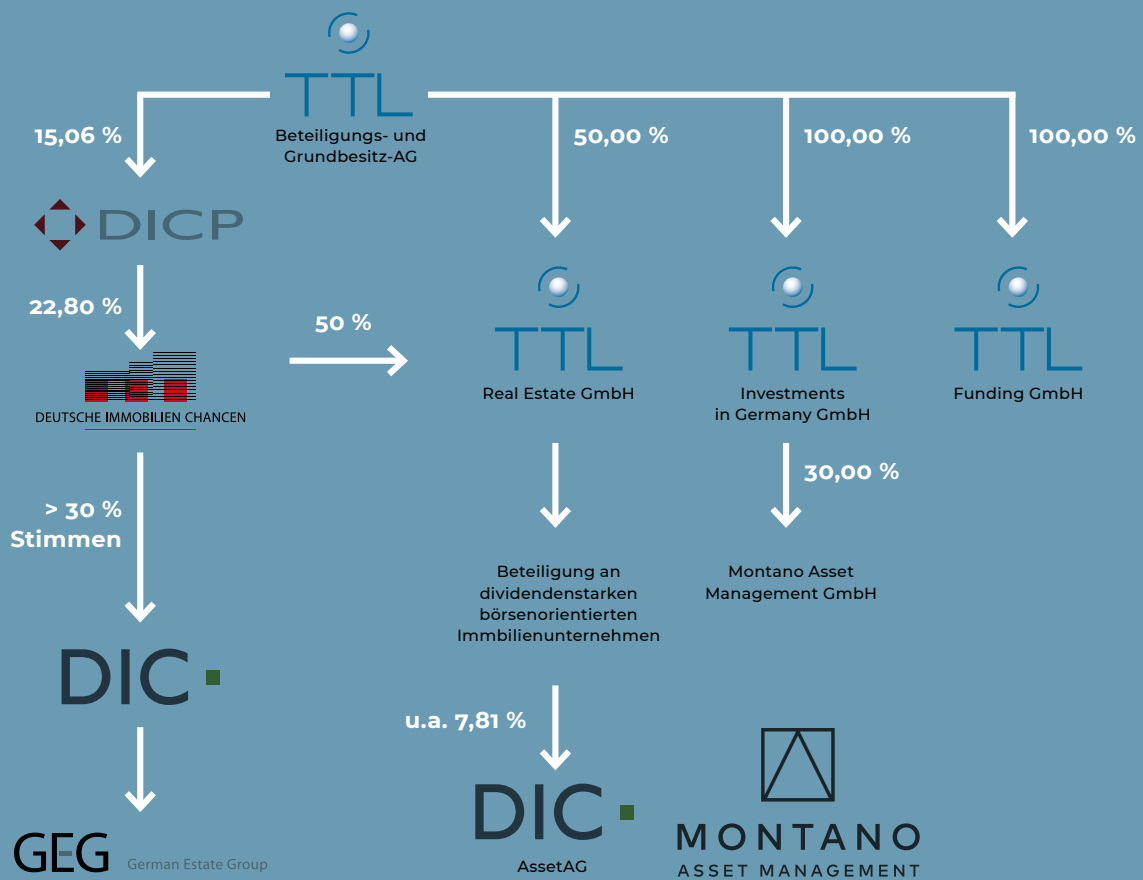 TTL
Beteiligungs- und
Grundbesitz-AG
15,06 %
50,00 %
100,00 %
100,00 %
DICP
22,80 %
50 %
DEUTSCHE IMMOBILIEN CHANCEN
TTL
Real Estate GmbH
TTL
Investments
in Germany GmbH
TTL
Funding GmbH
> 30 %
Stimmen
30,00 %
Beteiligung an
dividendenstarken
börsenorientierten
Immbilienunternehmen
Montano Asset
Management GmbH
DIC
u.a. 7,81 %
DIC
AssetAG
MONTANO
ASSET MANAGEMENT
GEG German Estate Group